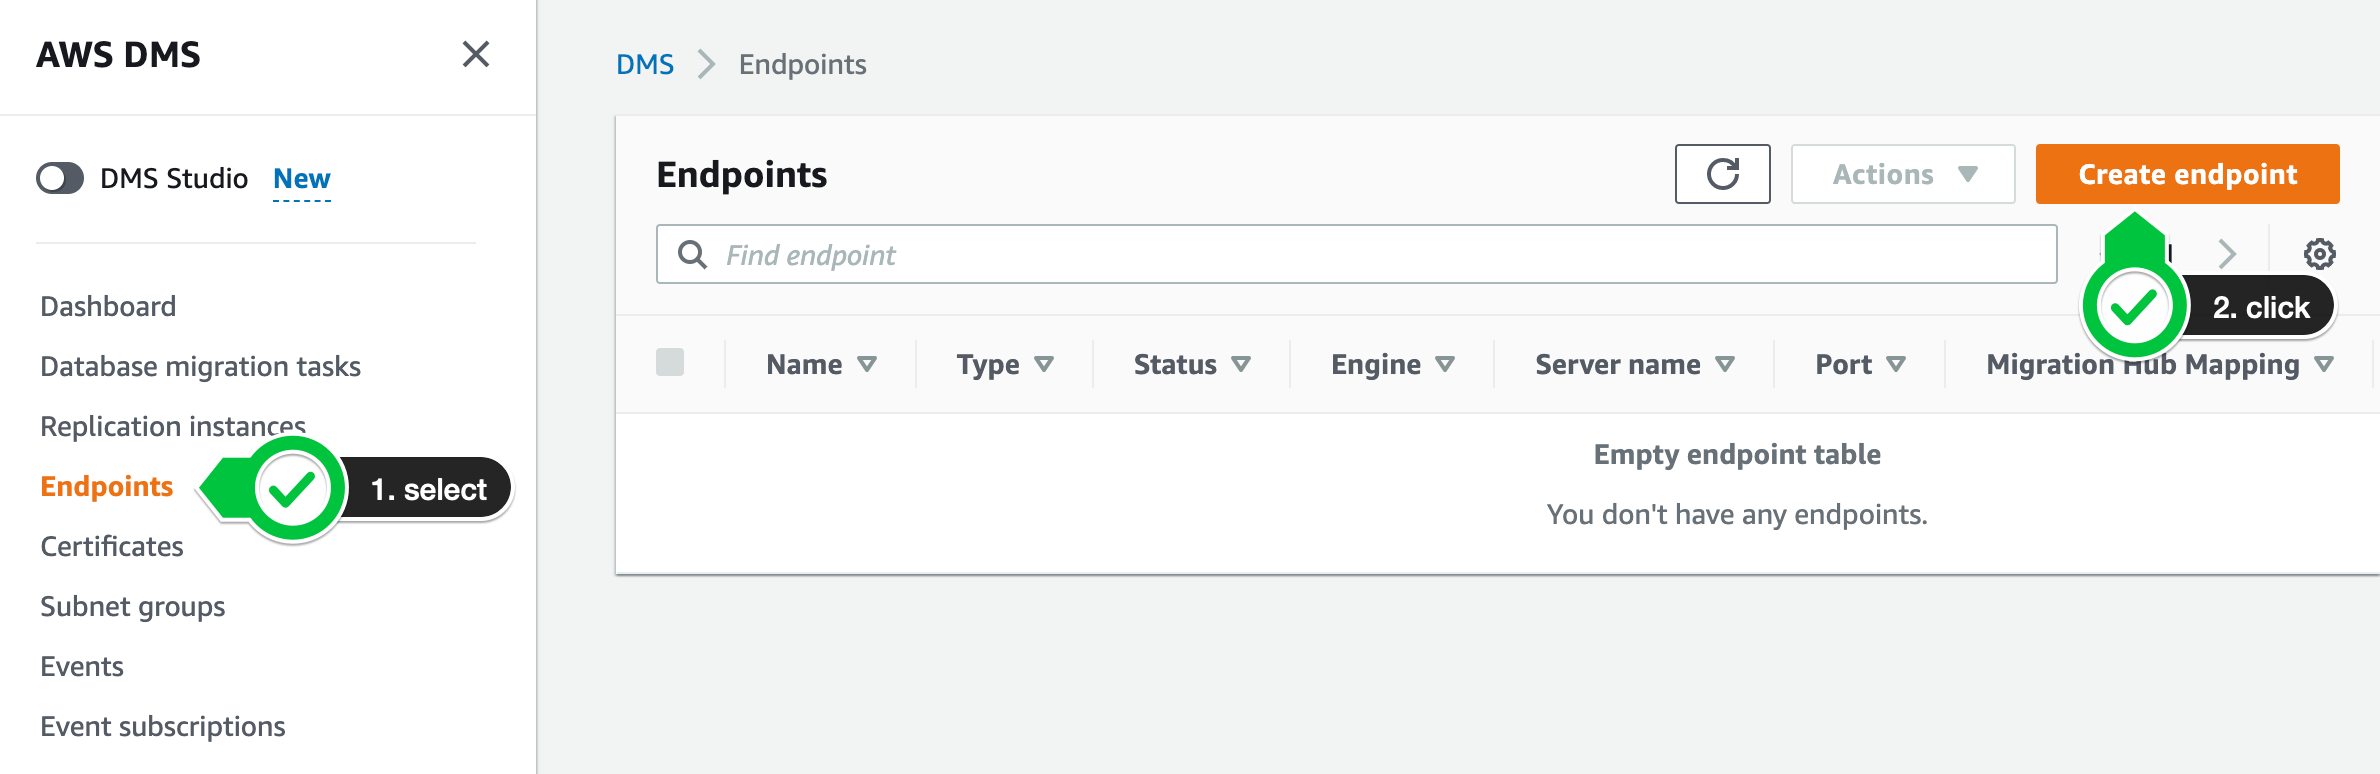 AWS DMS
DMS Studio New
Dashboard
Database migration tasks
Replication instances
Endpoints
1. select
Certificates
Subnet groups
Events
Event subscriptions
DMS Endpoints
Endpoints
Actions
Create endpoint
Find endpoint
2. click
Name Type Status Engine Server name Port Migration Hub Mapping
Empty endpoint table
You don't have any endpoints.